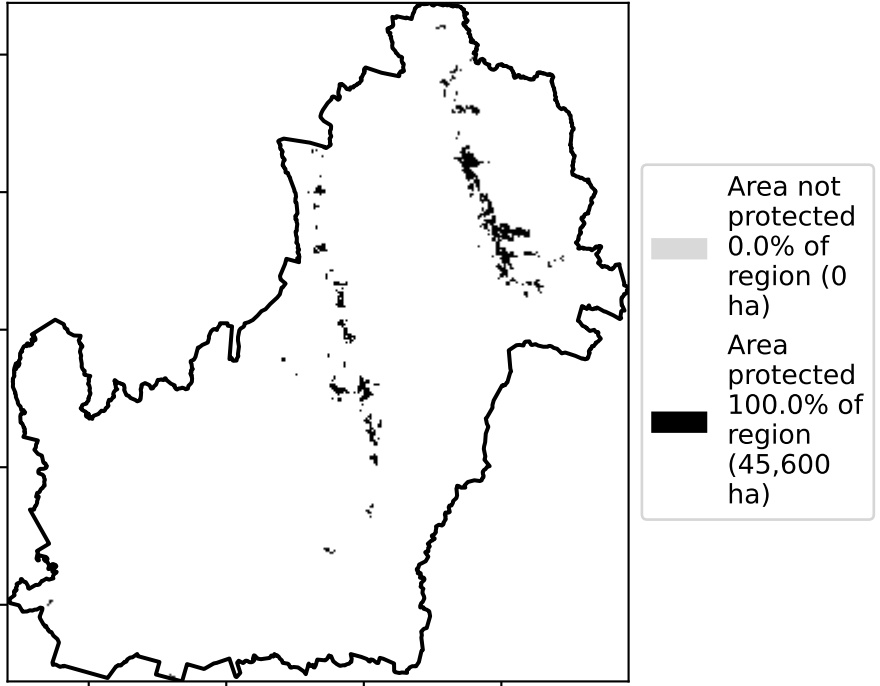 Area not
protected
0.0% of
region (0
ha)
Area
protected
100.0% of
region
(45,600
ha)